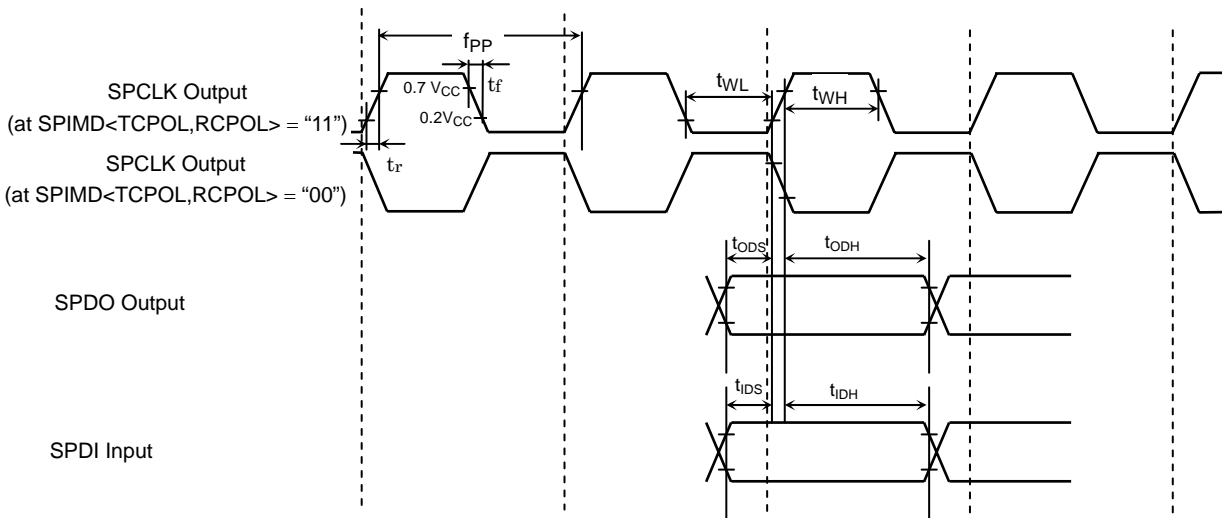 fPP
0.7 VCC
tf
0.2VCC
tWL
tWH
SPCLK Output
(at SPIMD<TCPOL,RCPOL> = “11”)
tr
SPCLK Output
(at SPIMD<TCPOL,RCPOL> = “00”)
tODS
tODH
SPDO Output
tIDS
tIDH
SPDI Input